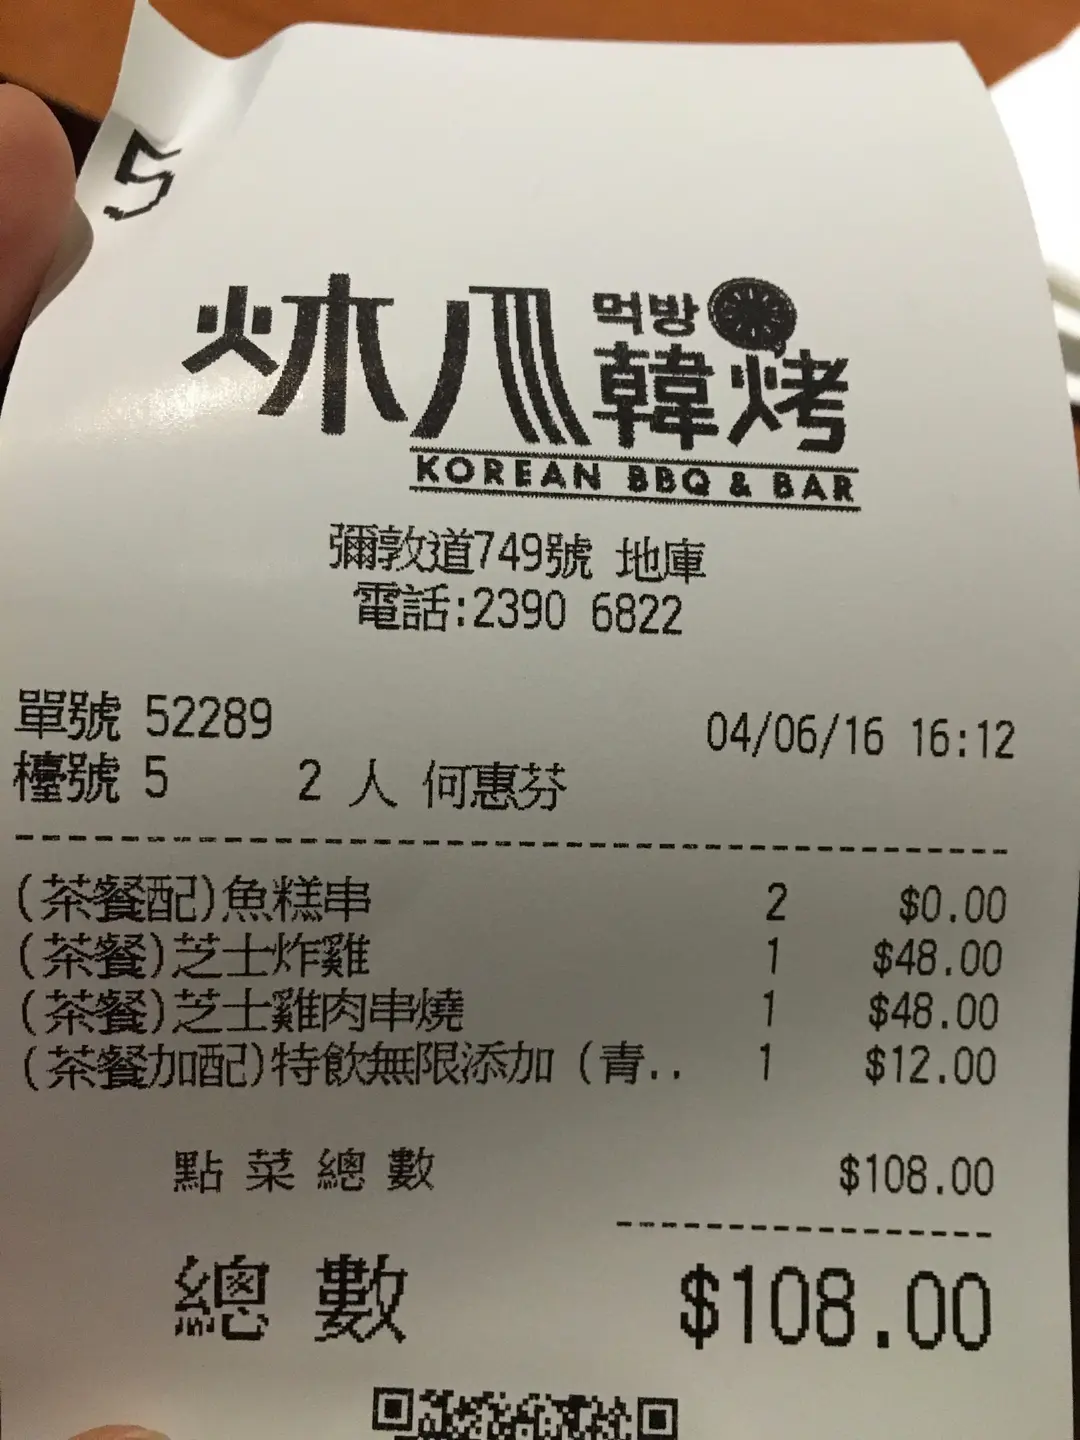 5
炑八 먹방
韓烤
KOREAN BBQ & BAR
彌敦道749號 地庫
電話:2390 6822
單號 52289 04/06/16 16:12
檯號 5 2 人 何惠芬
(茶餐配)魚糕串 2 $0.00
(茶餐)芝士炸雞 1 $48.00
(茶餐)芝士雞肉串燒 1 $48.00
(茶餐加配)特飲無限添加 (青.. 1 $12.00
點菜總數 $108.00
總數 $108.00